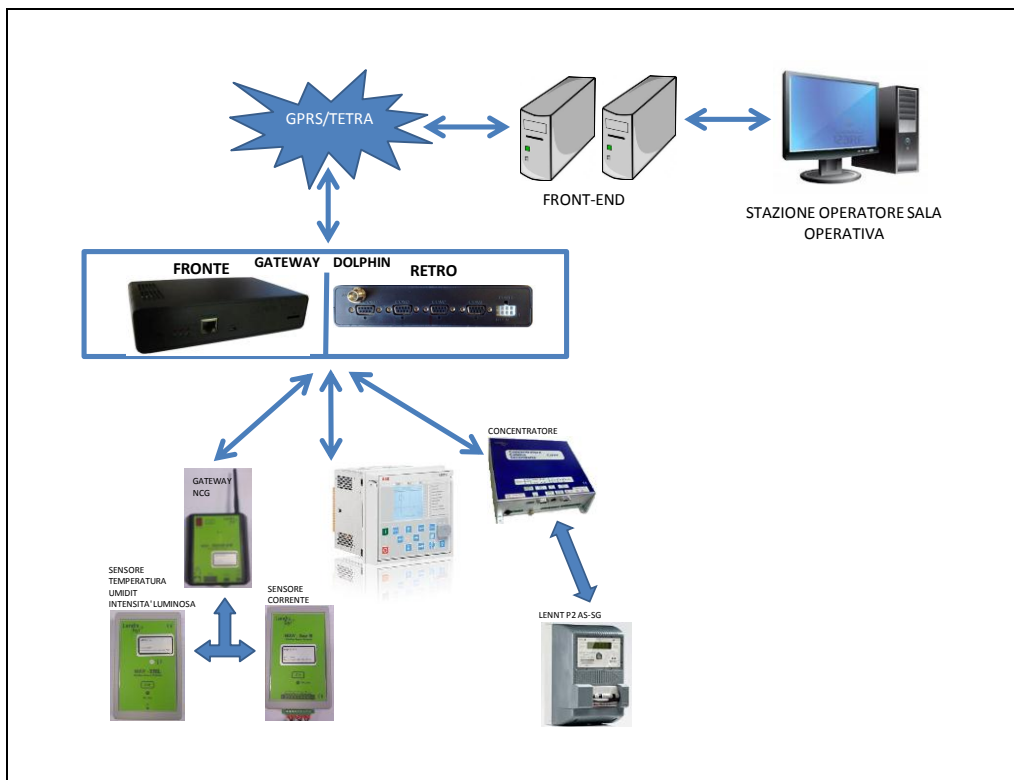 GPRS/TETRA
FRONT-END
STAZIONE OPERATORE SALA
OPERATIVA
GATEWAY DOLPHIN
FRONTE
RETRO
CONCENTRATORE
GATEWAY
NCG
SENSORE
TEMPERATURA
UMIDIT
INTENSITA' LUMINOSA
SENSORE
CORRENTE
LENNT P2 AS-SG
ABB